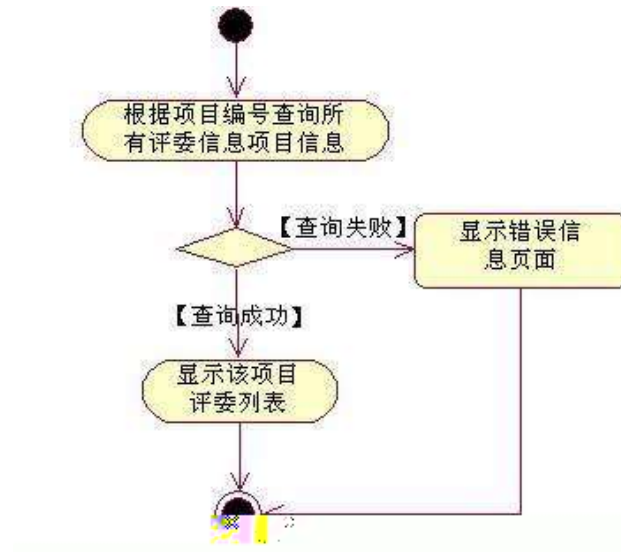 根据项目编号查询所
有评委信息项目信息
【查询失败】
显示错误信
息页面
【查询成功】
显示该项目
评委列表